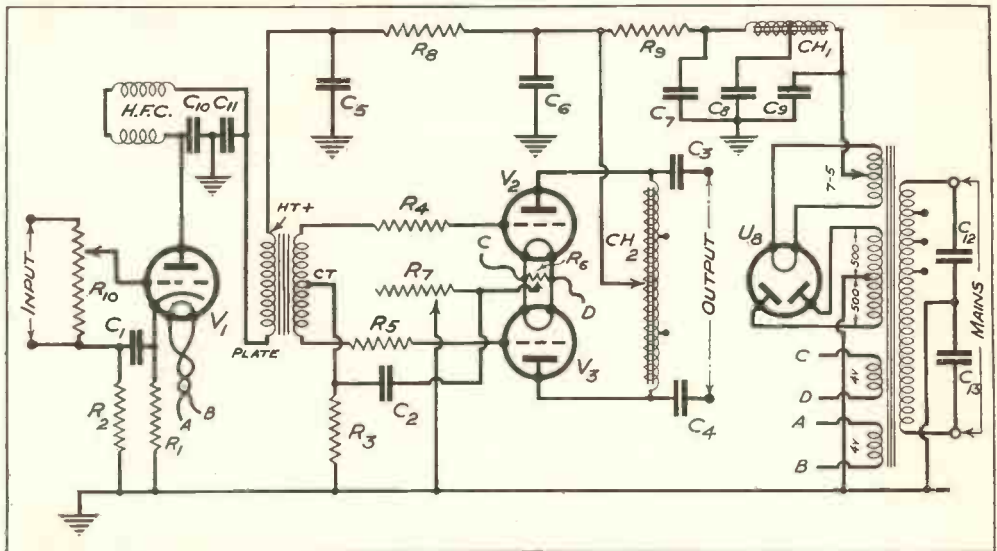 R8
R9
CH1
H.F.C.
C10
C11
C5
C6
C7
C8
C9
V2
C3
HT+
R4
7-5
C
R6
CH2
OUTPUT
U8
500
500
C12
INPUT
R10
V1
CT
R7
D
MAINS
C1
PLATE
R5
V3
C
4V
C13
R2
R1
A
B
R3
C2
C4
D
A
4V
B